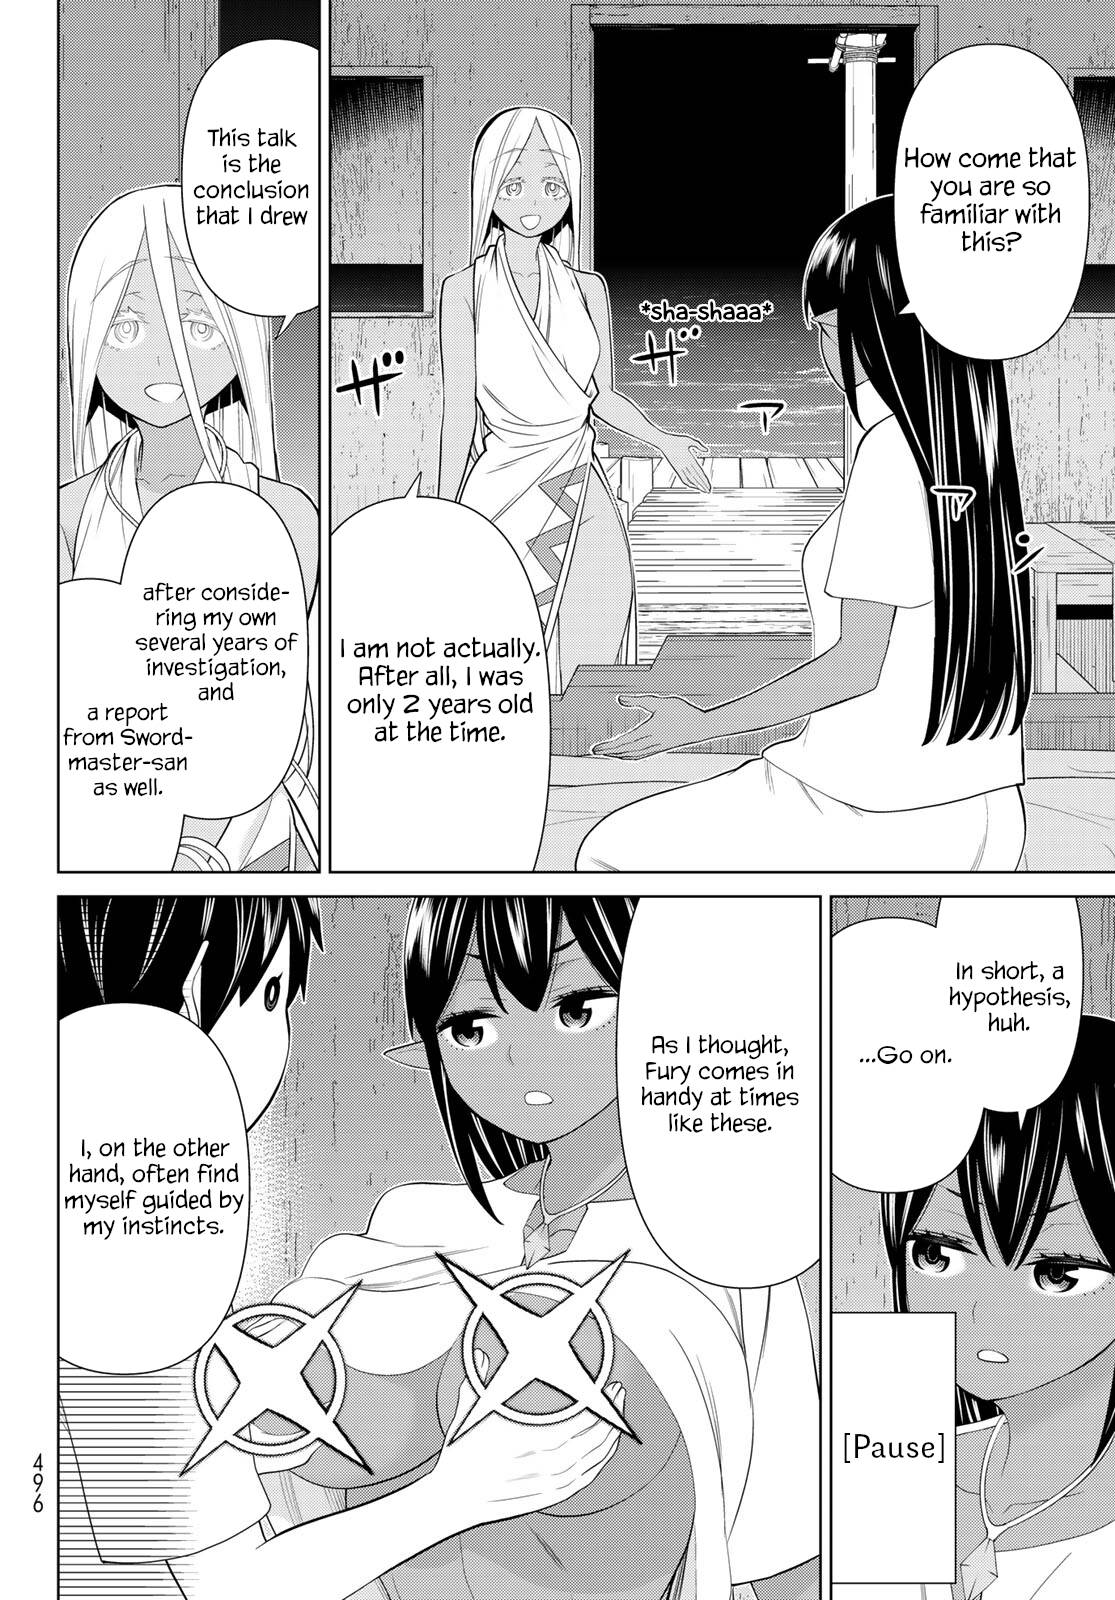 How come that
you are so
familiar with
this?
*sha-shaaa*
ザ
ア
ア
ザ
I am not actually.
After all, I was
only 2 years old
at the time.
This talk
is the
conclusion
that I drew
after conside-
ring my own
several years of
investigation,
and
a report
from Sword-
master-san
as well.
In short, a
hypothesis,
huh.
...Go on.
[Pause]
As I thought,
Fury comes in
handy at times
like these.
I, on the other
hand, often find
myself guided by
my instincts.
496